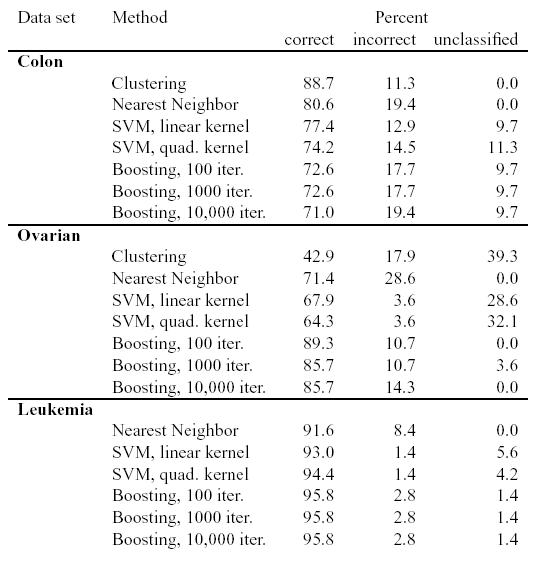 Data set Method Percent
correct incorrect unclassified
Colon
Clustering 88.7 11.3 0.0
Nearest Neighbor 80.6 19.4 0.0
SVM, linear kernel 77.4 12.9 9.7
SVM, quad. kernel 74.2 14.5 11.3
Boosting, 100 iter. 72.6 17.7 9.7
Boosting, 1000 iter. 72.6 17.7 9.7
Boosting, 10,000 iter. 71.0 19.4 9.7
Ovarian
Clustering 42.9 17.9 39.3
Nearest Neighbor 71.4 28.6 0.0
SVM, linear kernel 67.9 3.6 28.6
SVM, quad. kernel 64.3 3.6 32.1
Boosting, 100 iter. 89.3 10.7 0.0
Boosting, 1000 iter. 85.7 10.7 3.6
Boosting, 10,000 iter. 85.7 14.3 0.0
Leukemia
Nearest Neighbor 91.6 8.4 0.0
SVM, linear kernel 93.0 1.4 5.6
SVM, quad. kernel 94.4 1.4 4.2
Boosting, 100 iter. 95.8 2.8 1.4
Boosting, 1000 iter. 95.8 2.8 1.4
Boosting, 10,000 iter. 95.8 2.8 1.4